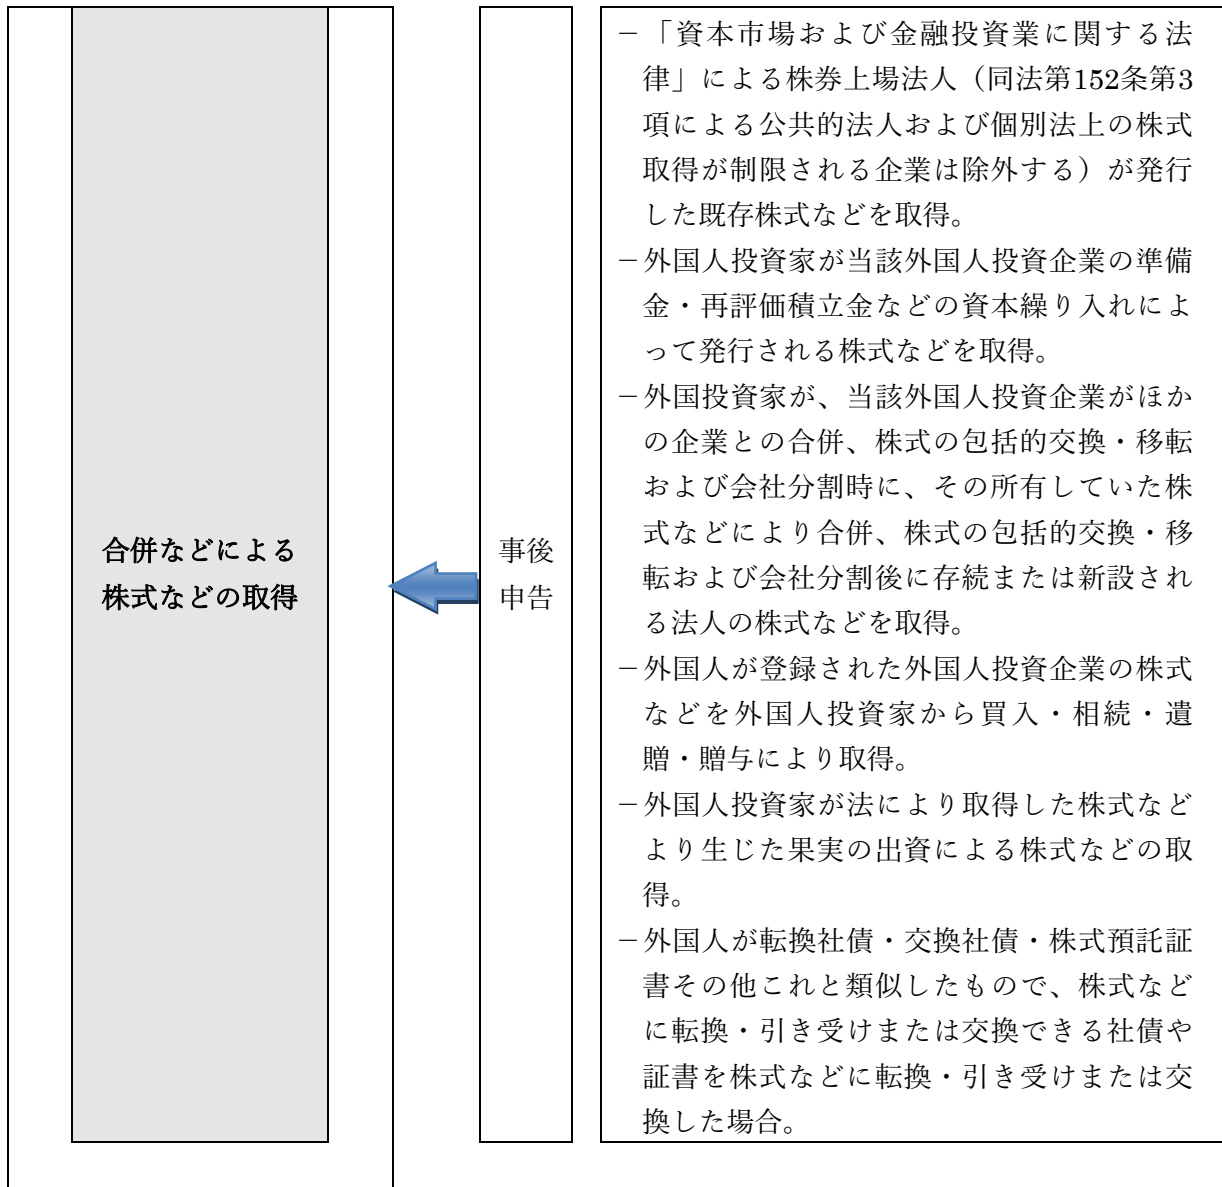 合併などによる
株式などの取得
事後
申告
－「資本市場および金融投資業に関する法
律」による株券上場法人（同法第152条第3
項による公共的法人および個別法上の株式
取得が制限される企業は除外する）が発行
した既存株式などを取得。
－外国人投資家が当該外国人投資企業の準備
金・再評価積立金などの資本繰り入れによ
って発行される株式などを取得。
－外国投資家が、当該外国人投資企業がほか
の企業との合併、株式の包括的交換・移転
および会社分割時に、その所有していた株
式などにより合併、株式の包括的交換・移
転および会社分割後に存続または新設され
る法人の株式などを取得。
－外国人が登録された外国人投資企業の株式
などを外国人投資家から買入・相続・遺
贈・贈与により取得。
－外国人投資家が法により取得した株式など
より生じた果実の出資による株式などの取
得。
－外国人が転換社債・交換社債・株式預託証
書その他これと類似したもので、株式など
に転換・引き受けまたは交換できる社債や
証書を株式などに転換・引き受けまたは交
換した場合。